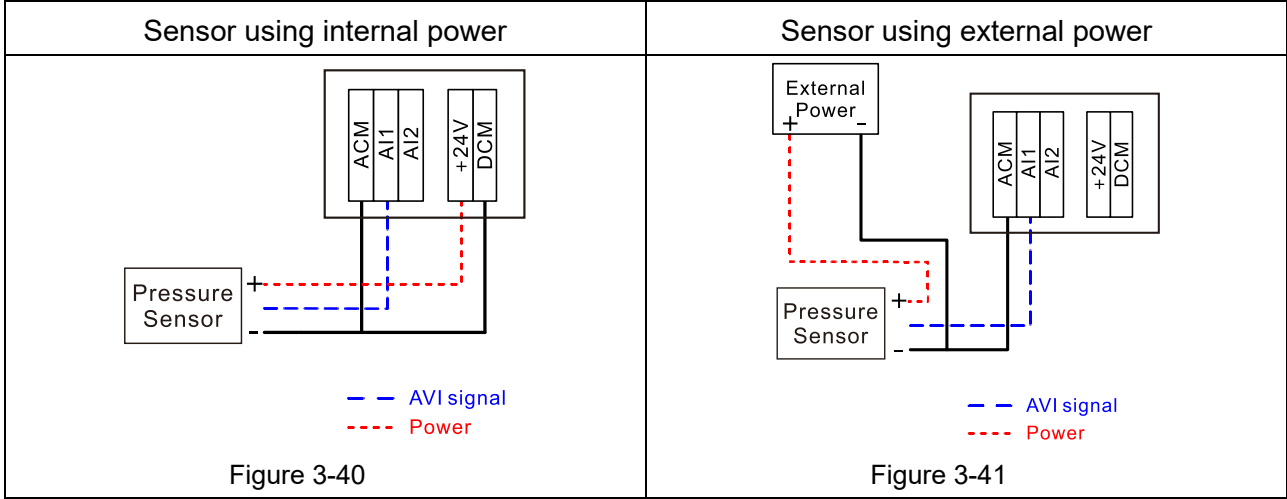 Sensor using internal power
Sensor using external power
ACM
AI1
AI2
+24V
DCM
Pressure
Sensor
+
-
AVI signal
Power
Figure 3-40
External
Power
+
-
ACM
AI1
AI2
+24V
DCM
Pressure
Sensor
+
-
AVI signal
Power
Figure 3-41